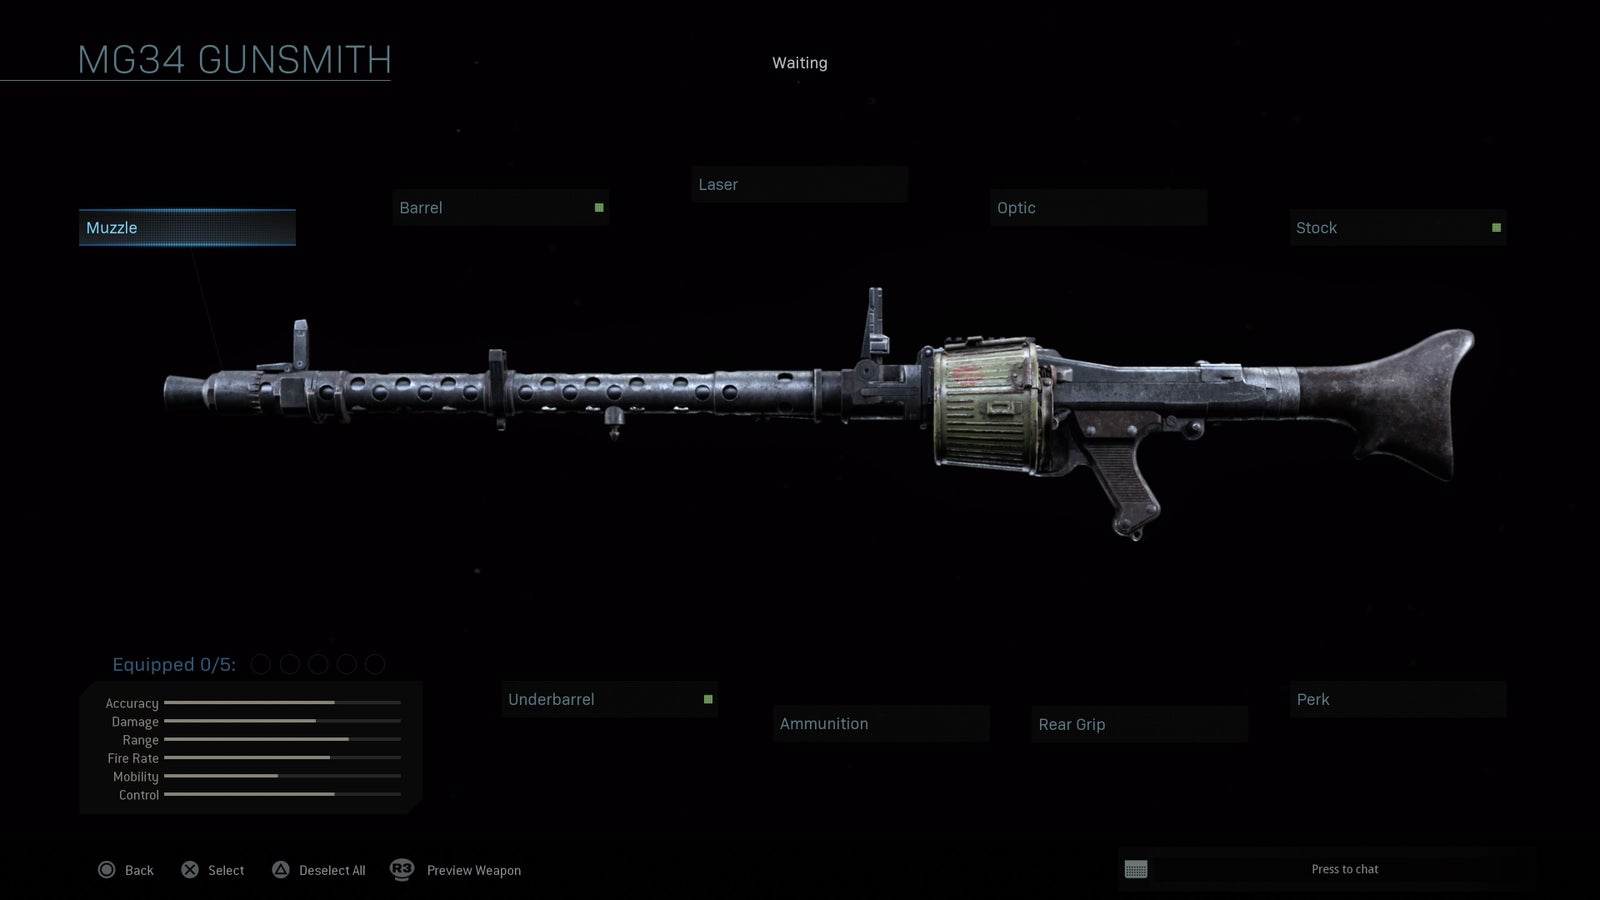 MG34 GUNSMITH
Waiting
Laser
Barrel
Optic
Muzzle
Stock
Equipped 0/5:
Accuracy
Damage
Range
Fire Rate
Mobility
Control
Underbarrel
Ammunition
Rear Grip
Perk
Back
Select
Deselect All
R3 Preview Weapon
Press to chat